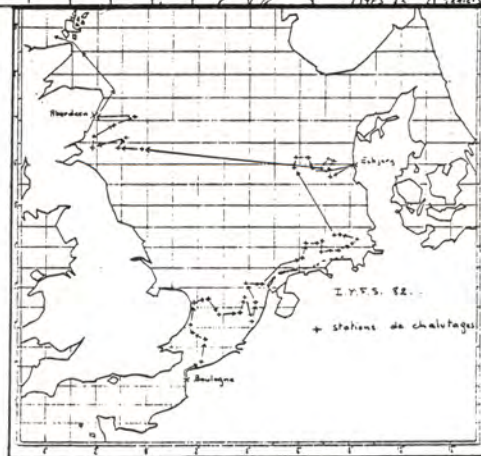 Aberdeen
Esbjerg
I.Y.F.S. 82.
+ stations de chalutages
Boulogne